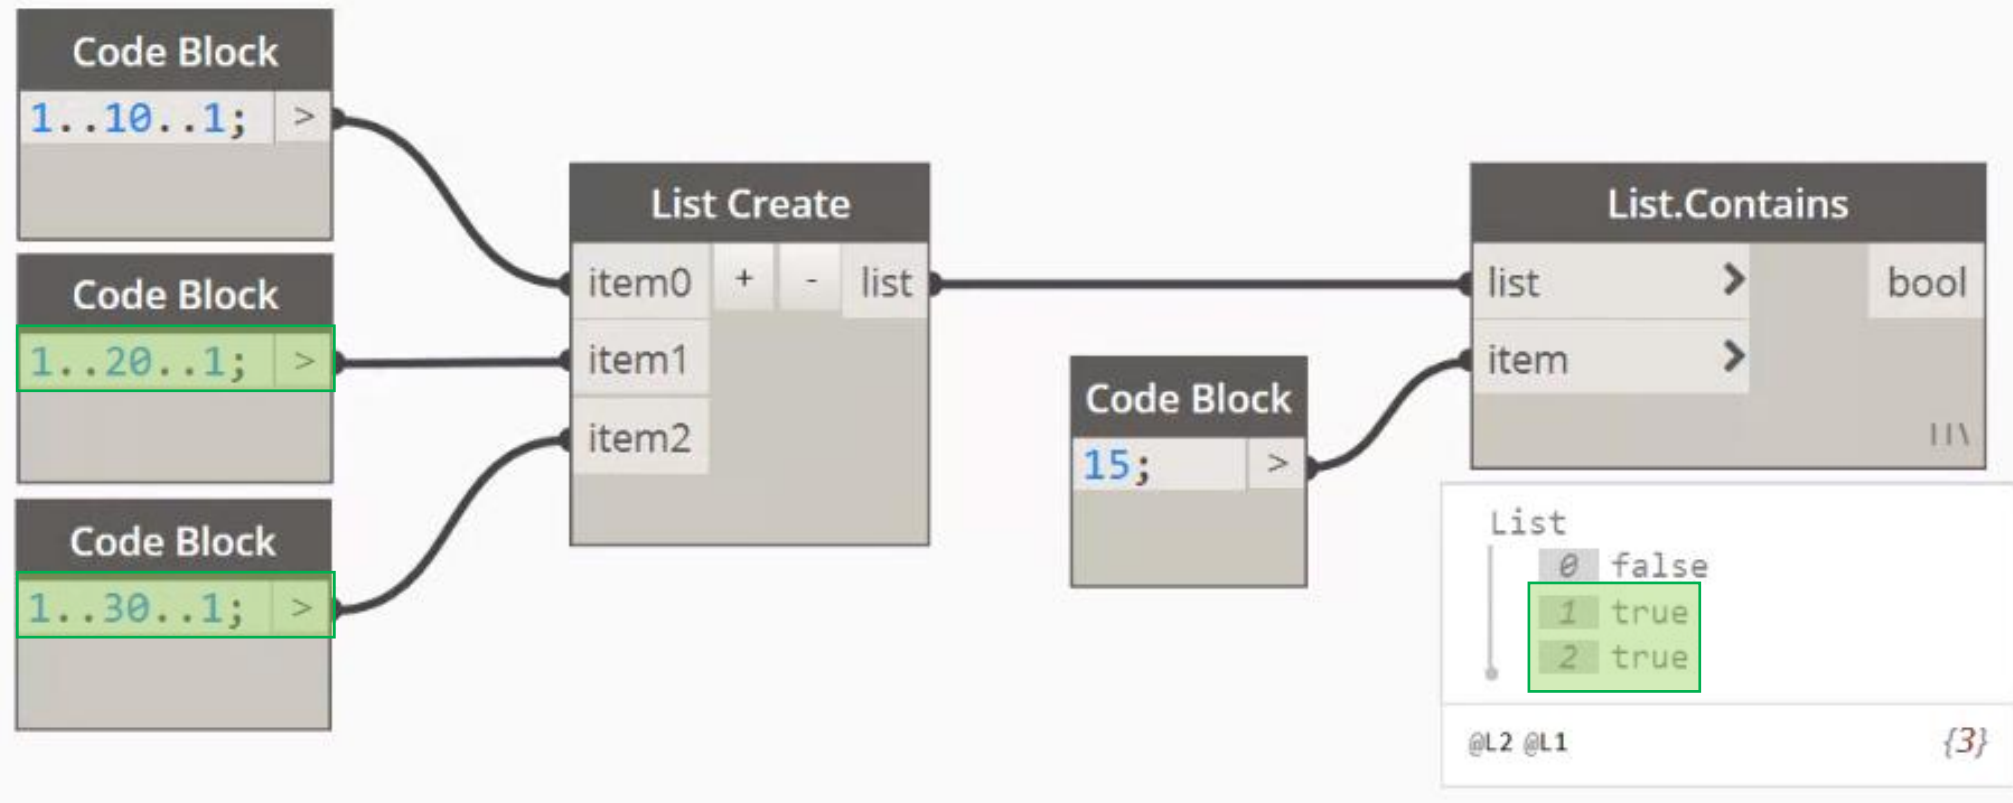 Code Block
1..10..1; >
Code Block
1..20..1; >
Code Block
1..30..1; >
List Create
item0 + - list
item1
item2
Code Block
15; >
List.Contains
list > bool
item >
||\
List
0 false
1 true
2 true
@L2 @L1 {3}